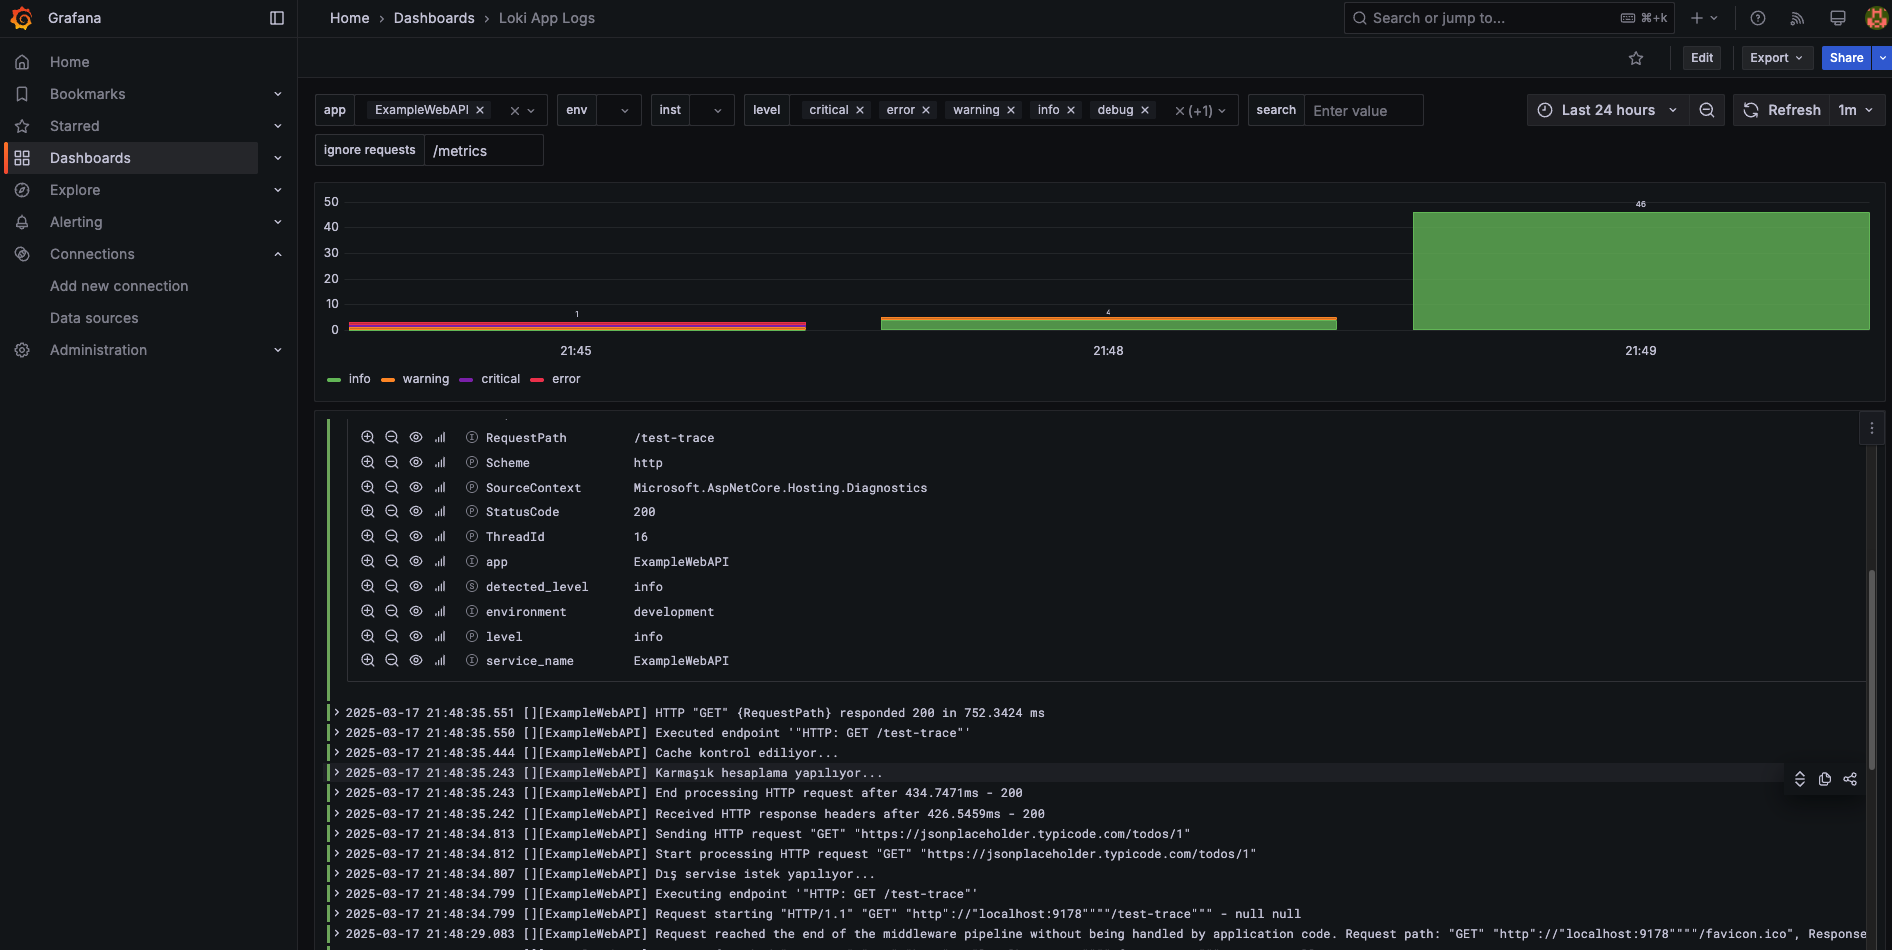 Grafana
Home › Dashboards › Loki App Logs
Search or jump to...
⌘+k
Home
Bookmarks
Starred
Dashboards
Explore
Alerting
Connections
Add new connection
Data sources
Administration
Edit
Export
Share
app ExampleWebAPI env inst level critical error warning info debug (+1) search Enter value
Last 24 hours
Refresh 1m
ignore requests /metrics
50
40
30
20
10
0
1
4
46
21:45
21:48
21:49
info warning critical error
RequestPath /test-trace
Scheme http
SourceContext Microsoft.AspNetCore.Hosting.Diagnostics
StatusCode 200
ThreadId 16
app ExampleWebAPI
detected_level info
environment development
level info
service_name ExampleWebAPI
2025-03-17 21:48:35.551 [][ExampleWebAPI] HTTP "GET" {RequestPath} responded 200 in 752.3424 ms
2025-03-17 21:48:35.550 [][ExampleWebAPI] Executed endpoint '"HTTP: GET /test-trace"'
2025-03-17 21:48:35.444 [][ExampleWebAPI] Cache kontrol ediliyor...
2025-03-17 21:48:35.243 [][ExampleWebAPI] Karmaşık hesaplama yapılıyor...
2025-03-17 21:48:35.243 [][ExampleWebAPI] End processing HTTP request after 434.7471ms - 200
2025-03-17 21:48:35.242 [][ExampleWebAPI] Received HTTP response headers after 426.5459ms - 200
2025-03-17 21:48:34.813 [][ExampleWebAPI] Sending HTTP request "GET" "https://jsonplaceholder.typicode.com/todos/1"
2025-03-17 21:48:34.812 [][ExampleWebAPI] Start processing HTTP request "GET" "https://jsonplaceholder.typicode.com/todos/1"
2025-03-17 21:48:34.807 [][ExampleWebAPI] Dış servise istek yapılıyor...
2025-03-17 21:48:34.799 [][ExampleWebAPI] Executing endpoint '"HTTP: GET /test-trace"'
2025-03-17 21:48:34.799 [][ExampleWebAPI] Request starting "HTTP/1.1" "GET" "http"://"localhost:9178""""/test-trace""" - null null
2025-03-17 21:48:29.083 [][ExampleWebAPI] Request reached the end of the middleware pipeline without being handled by application code. Request path: "GET" "http"://"localhost:9178""""/favicon.ico", Response